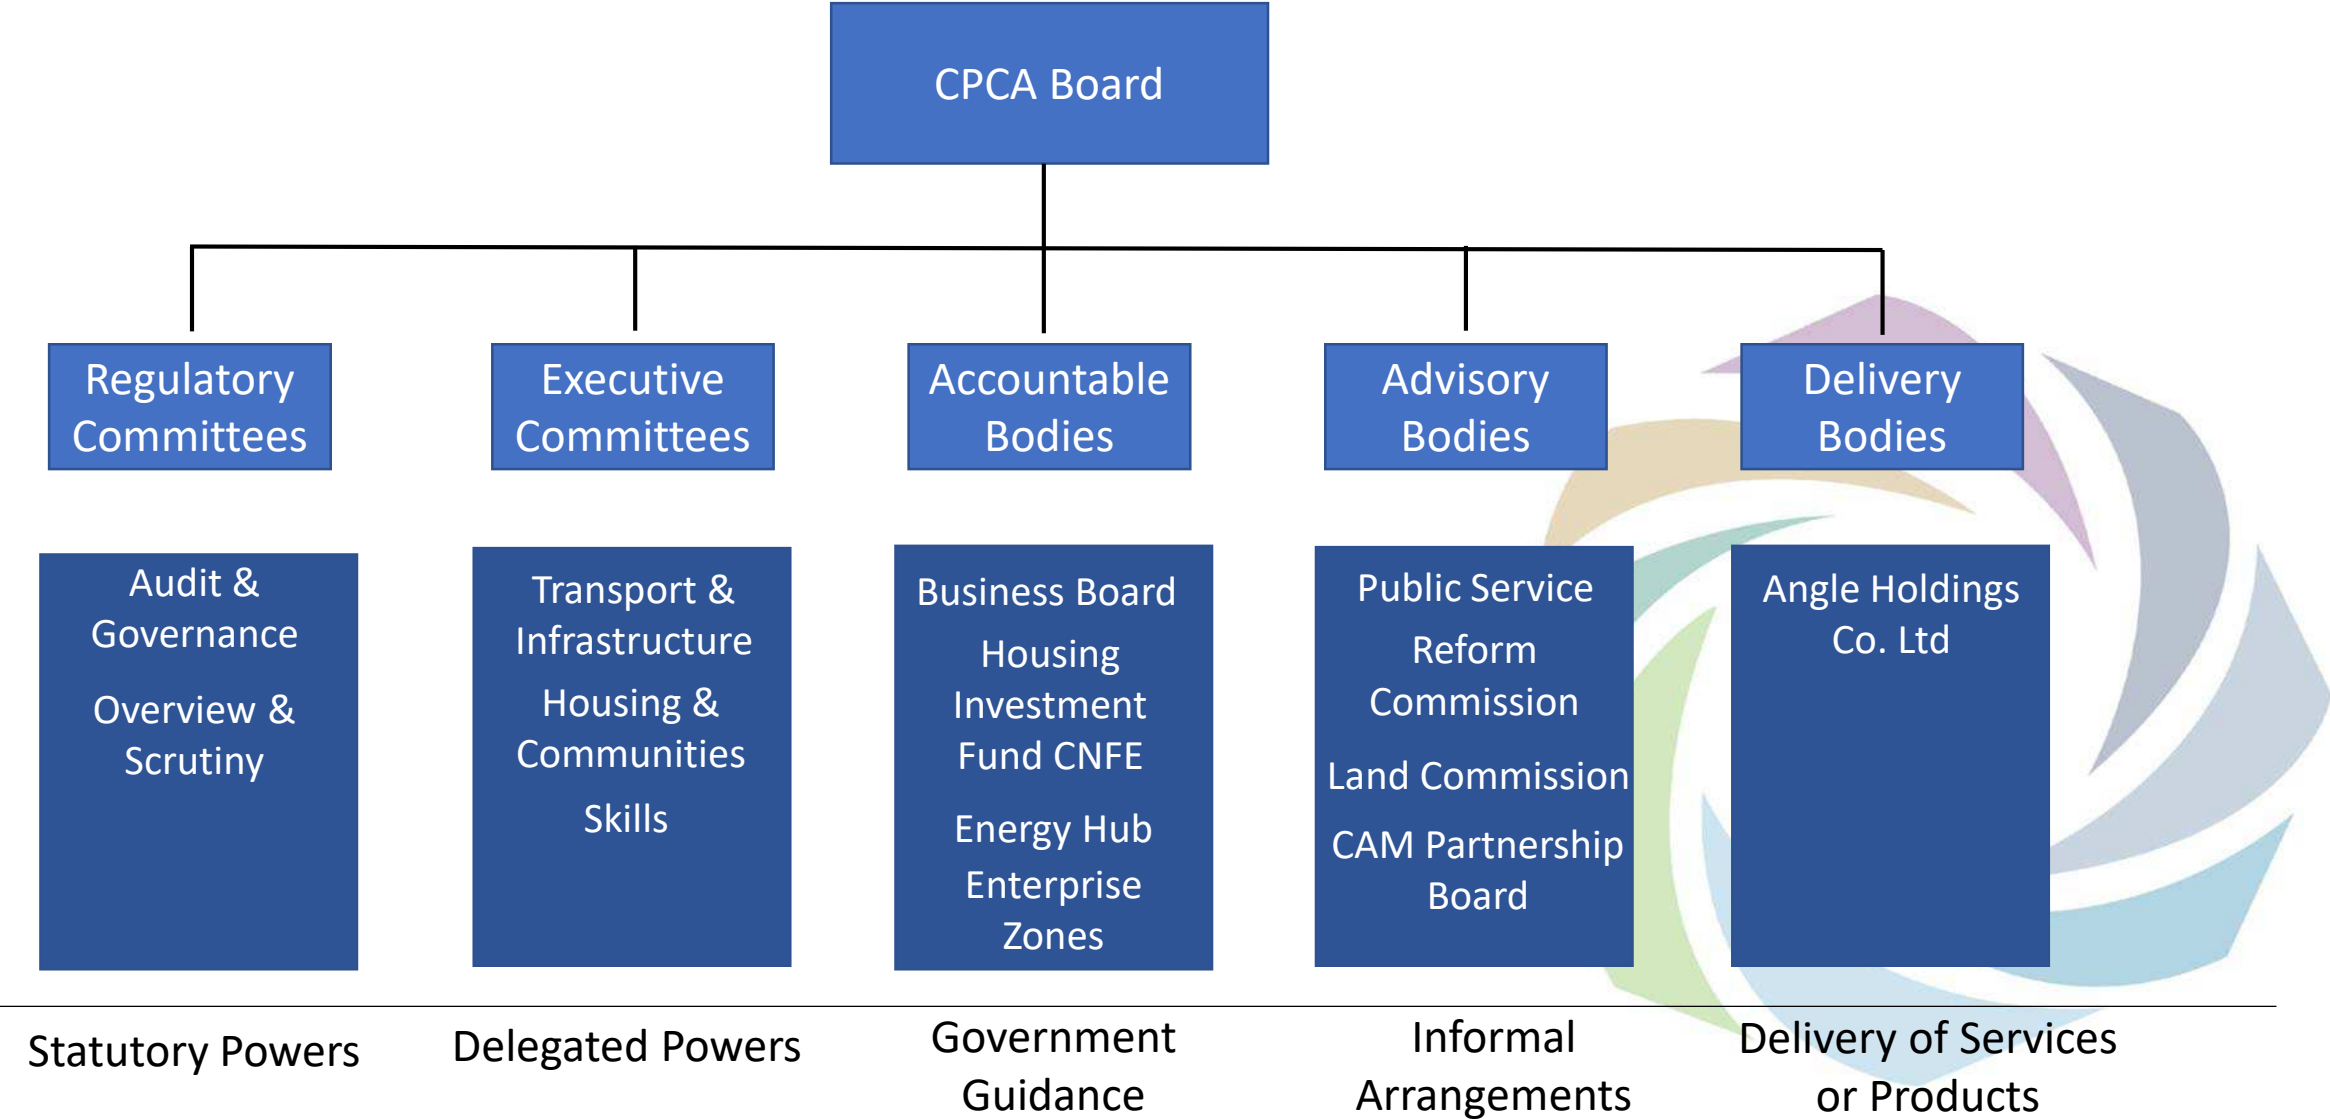 CPCA Board
Regulatory
Committees
Executive
Committees
Accountable
Bodies
Advisory
Bodies
Delivery
Bodies
Audit &
Governance
Overview &
Scrutiny
Transport &
Infrastructure
Housing &
Communities
Skills
Business Board
Housing
Investment
Fund CNFE
Energy Hub
Enterprise
Zones
Public Service
Reform
Commission
Land Commission
CAM Partnership
Board
Angle Holdings
Co. Ltd
Statutory Powers
Delegated Powers
Government
Guidance
Informal
Arrangements
Delivery of Services
or Products